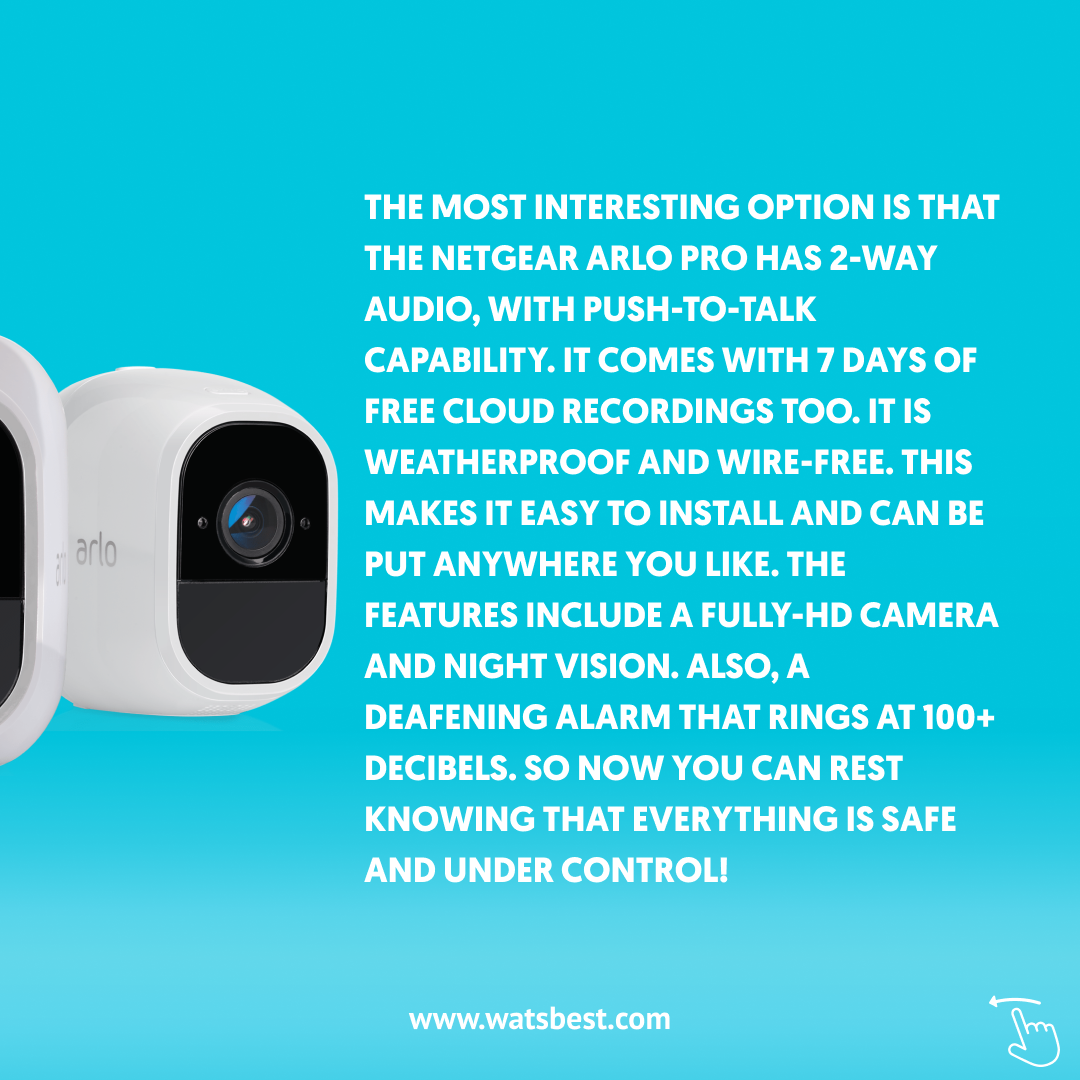 THE MOST INTERESTING OPTION IS THAT
THE NETGEAR ARLO PRO HAS 2-WAY
AUDIO, WITH PUSH-TO-TALK
CAPABILITY. IT COMES WITH 7 DAYS OF
FREE CLOUD RECORDINGS TOO. IT IS
WEATHERPROOF AND WIRE-FREE. THIS
MAKES IT EASY TO INSTALL AND CAN BE
PUT ANYWHERE YOU LIKE. THE
FEATURES INCLUDE A FULLY-HD CAMERA
AND NIGHT VISION. ALSO, A
DEAFENING ALARM THAT RINGS AT 100+
DECIBELS. SO NOW YOU CAN REST
KNOWING THAT EVERYTHING IS SAFE
AND UNDER CONTROL!
arlo
www.watsbest.com